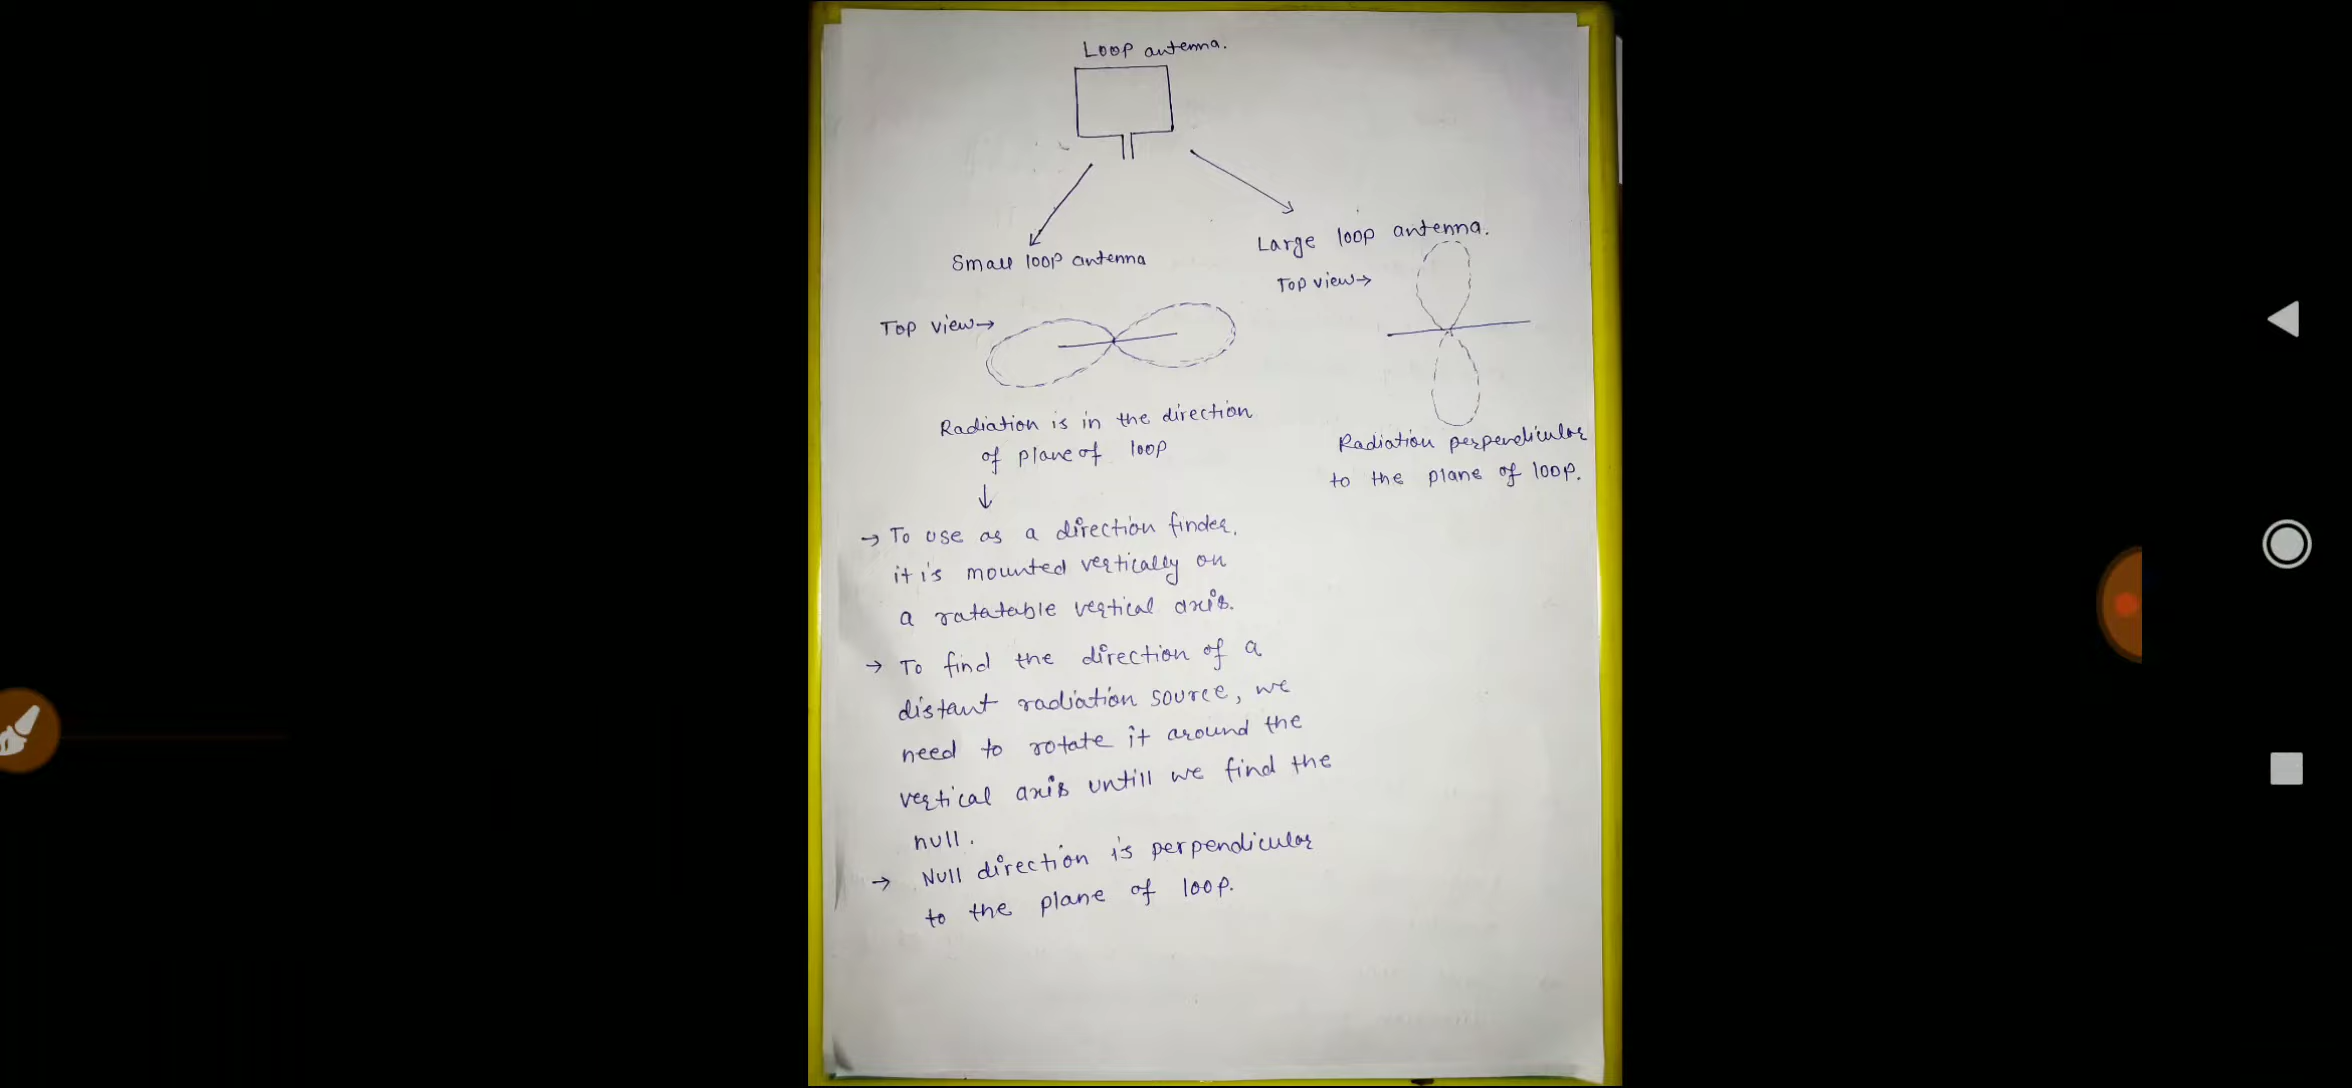 Loop antenna.
Small loop antenna
Large loop antenna.
Top view→
Top view→
Radiation is in the direction
of plane of loop
Radiation perpendicular
to the plane of loop.
→ To use as a direction finder,
it is mounted vertically on
a ratatable vertical axis.
→ To find the direction of a
distant radiation source, we
need to rotate it around the
vertical axis untill we find the
null.
→ Null direction is perpendicular
to the plane of loop.